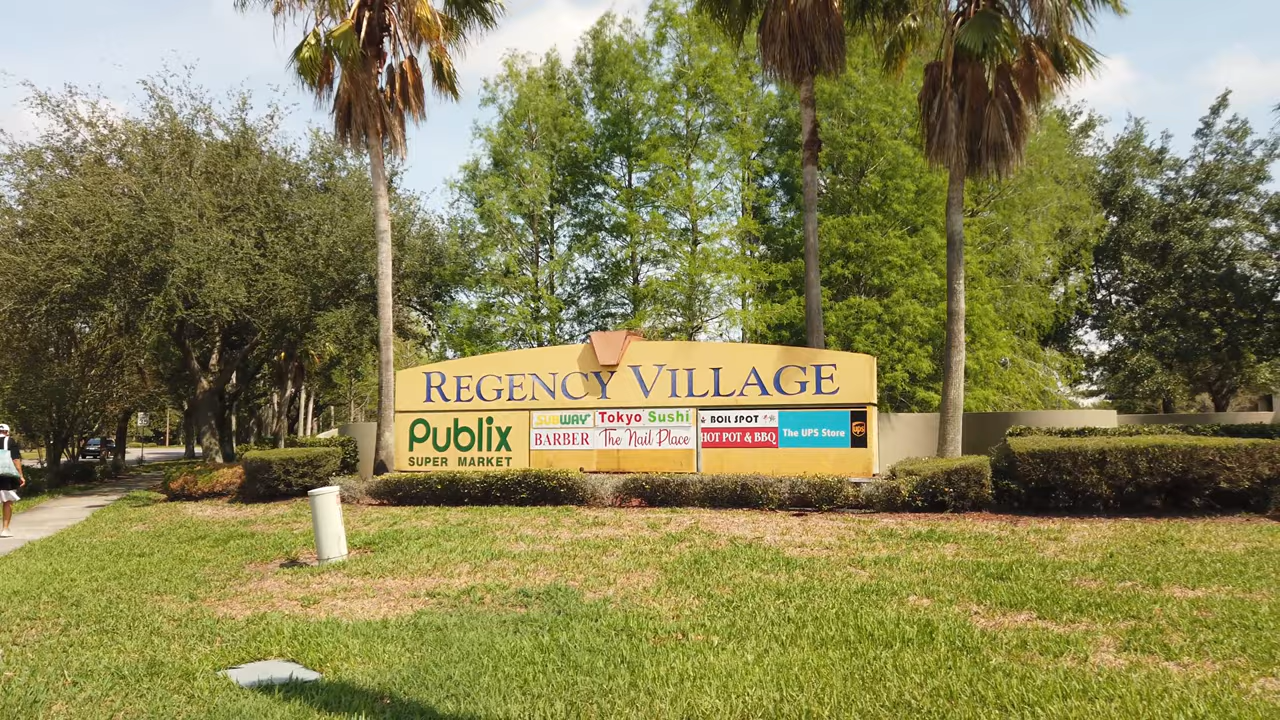 REGENCY VILLAGE
Publix
SUPER MARKET
SUBWAY
Tokyo Sushi
BARBER
The Nail Place
BOIL SPOT
HOT POT & BBQ
The UPS Store
ups